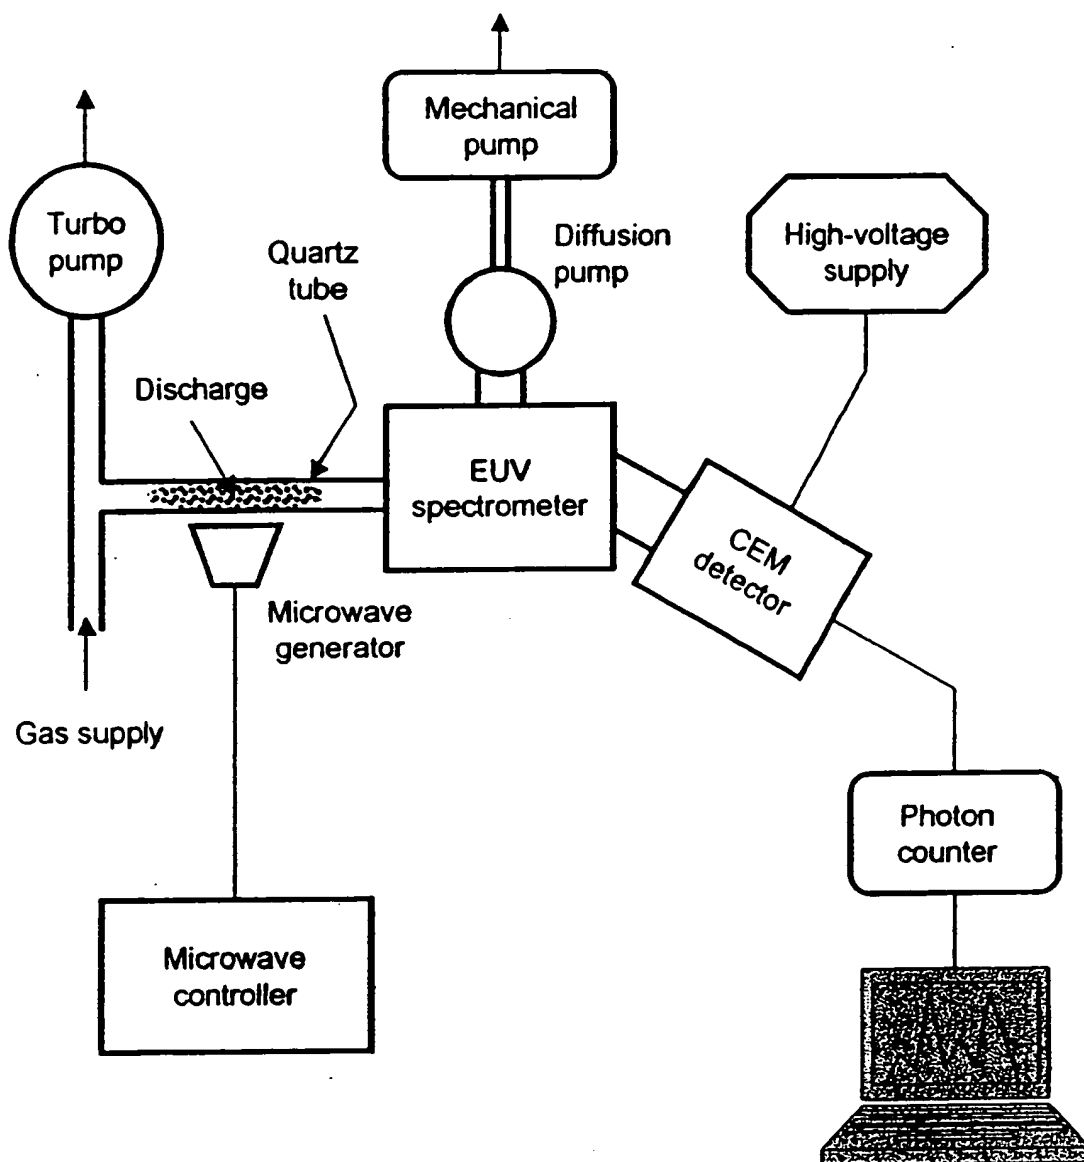 Mechanical
pump
Turbo
pump
Quartz
tube
Diffusion
pump
High-voltage
supply
Discharge
EUV
spectrometer
CEM
detector
Microwave
generator
Gas supply
Photon
counter
Microwave
controller